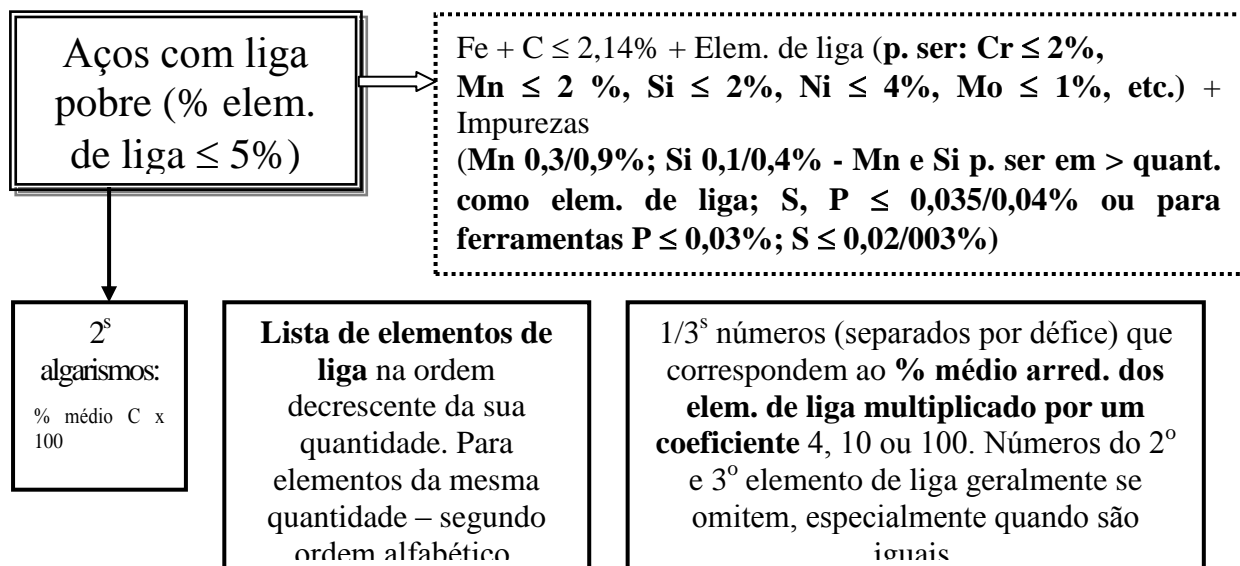 Aços com liga
pobre (% elem.
de liga ≤ 5%)
Fe + C ≤ 2,14% + Elem. de liga (p. ser: Cr ≤ 2%,
Mn ≤ 2 %, Si ≤ 2%, Ni ≤ 4%, Mo ≤ 1%, etc.) +
Impurezas
(Mn 0,3/0,9%; Si 0,1/0,4% - Mn e Si p. ser em > quant.
como elem. de liga; S, P ≤ 0,035/0,04% ou para
ferramentas P ≤ 0,03%; S ≤ 0,02/003%)
2s
algarismos:
% médio C x
100
Lista de elementos de
liga na ordem
decrescente da sua
quantidade. Para
elementos da mesma
quantidade – segundo
ordem alfabético
1/3s números (separados por défice) que
correspondem ao % médio arred. dos
elem. de liga multiplicado por um
coeficiente 4, 10 ou 100. Números do 2o
e 3o elemento de liga geralmente se
omitem, especialmente quando são
iguais